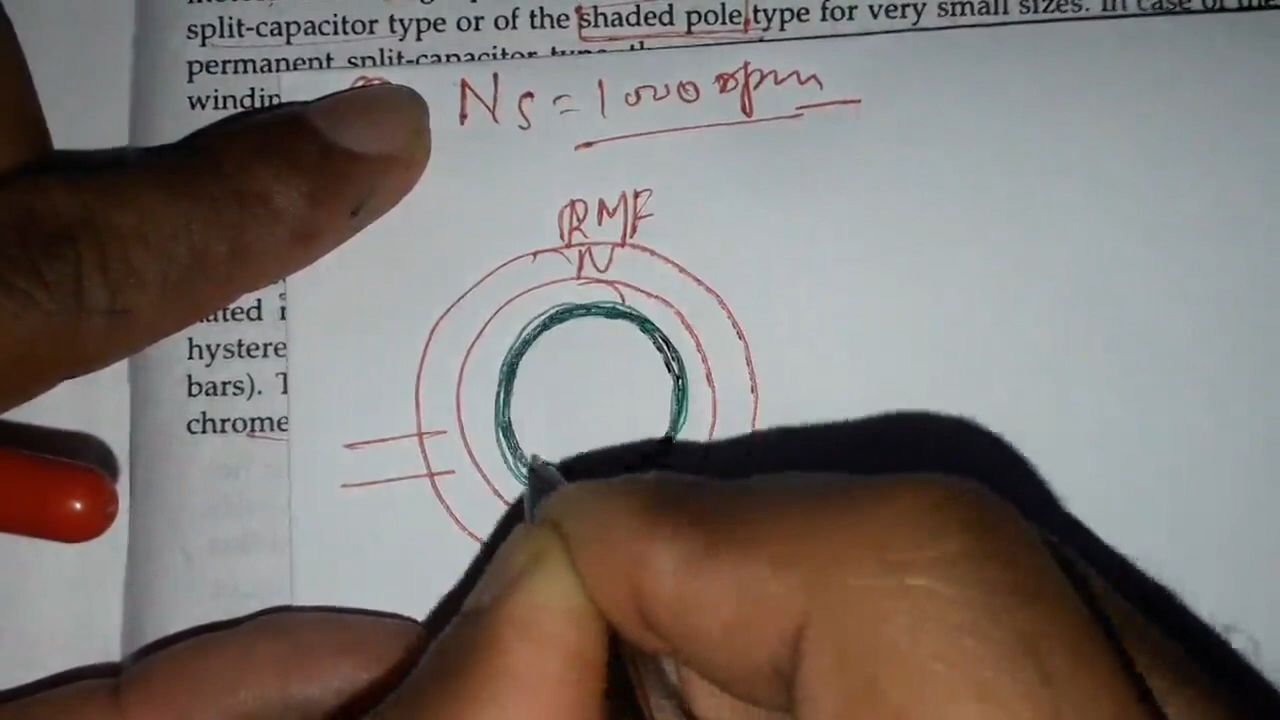 split-capacitor type or of the shaded pole type for very small sizes. In case of the
permanent split-capacitor
windin
Ns = 1000 rpm
RMF
N
ated i
hystere
bars). T
chrome